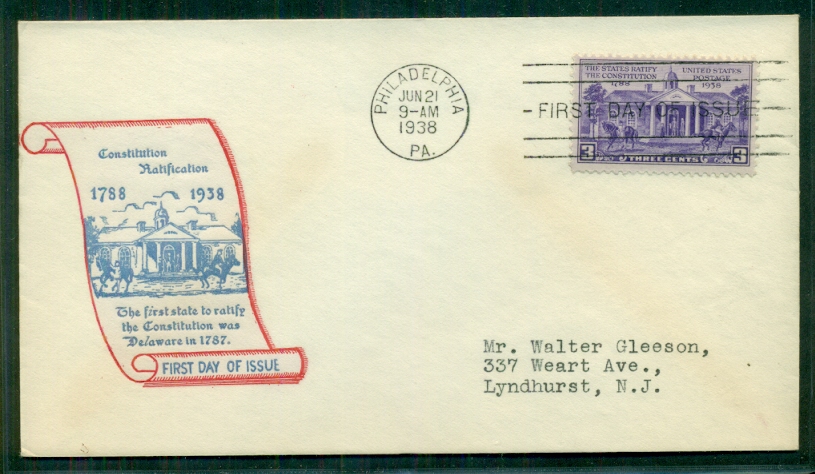 Constitution
Ratification
1788 1938
The first state to ratify
the Constitution was
Delaware in 1787.
FIRST DAY OF ISSUE
PHILADELPHIA
JUN 21
9-AM
1938
PA.
FIRST DAY OF ISSUE
THE STATES RATIFY
THE CONSTITUTION
1788
UNITED STATES
POSTAGE
1938
3 THREE CENTS 3
Mr. Walter Gleeson,
337 Weart Ave.,
Lyndhurst, N.J.